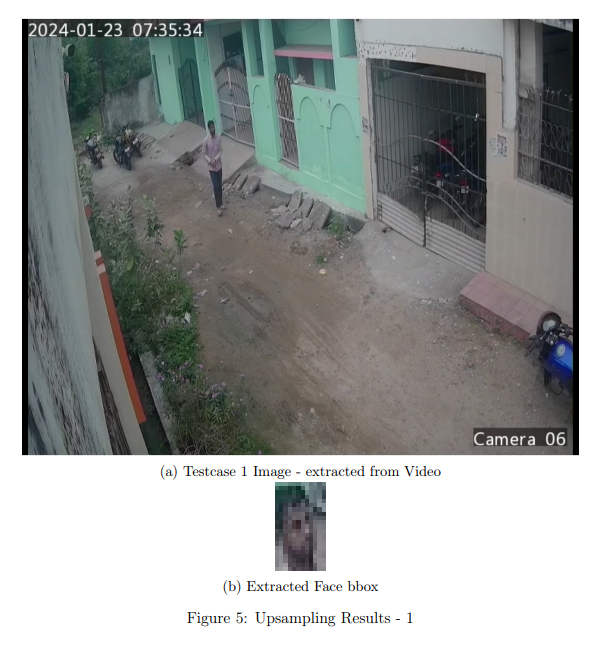 2024-01-23 07:35:34
Camera 06
(a) Testcase 1 Image - extracted from Video
(b) Extracted Face bbox
Figure 5: Upsampling Results - 1